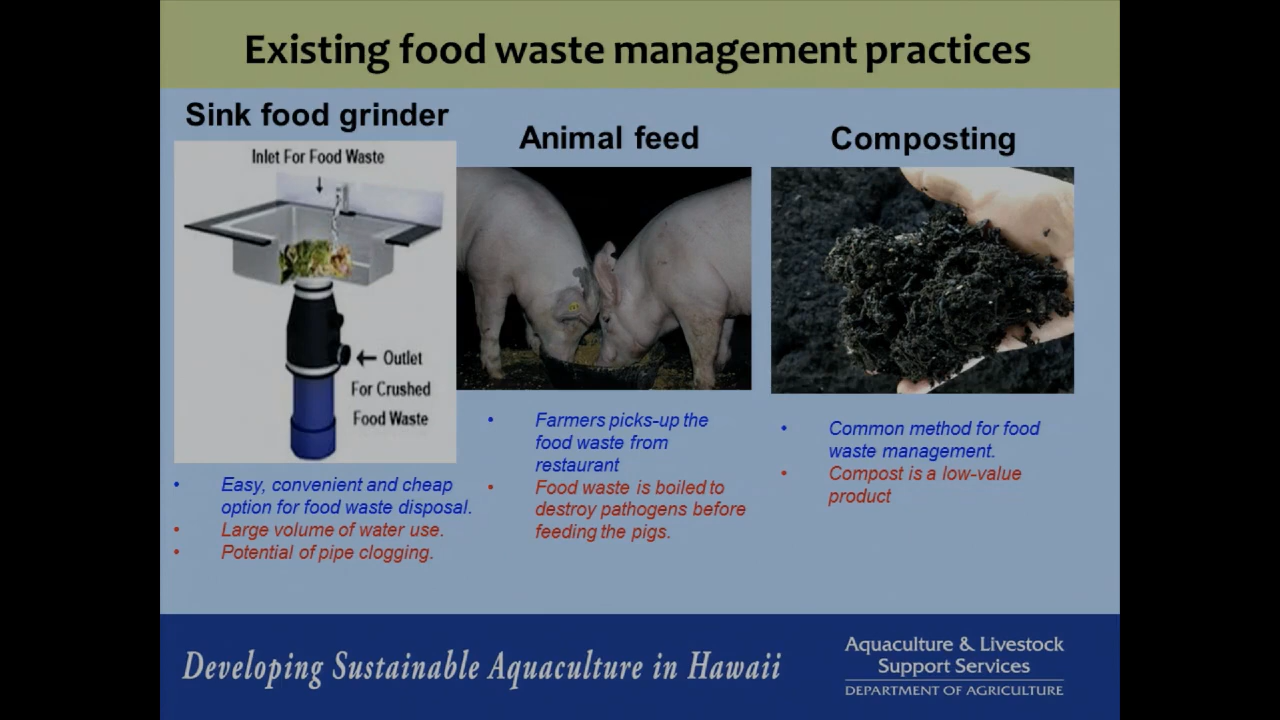 Existing food waste management practices
Sink food grinder
Inlet For Food Waste
Outlet
For Crushed
Food Waste
• Easy, convenient and cheap
option for food waste disposal.
• Large volume of water use.
• Potential of pipe clogging.
Animal feed
• Farmers picks-up the
food waste from
restaurant
• Food waste is boiled to
destroy pathogens before
feeding the pigs.
Composting
• Common method for food
waste management.
• Compost is a low-value
product
Developing Sustainable Aquaculture in Hawaii
Aquaculture & Livestock
Support Services
DEPARTMENT OF AGRICULTURE